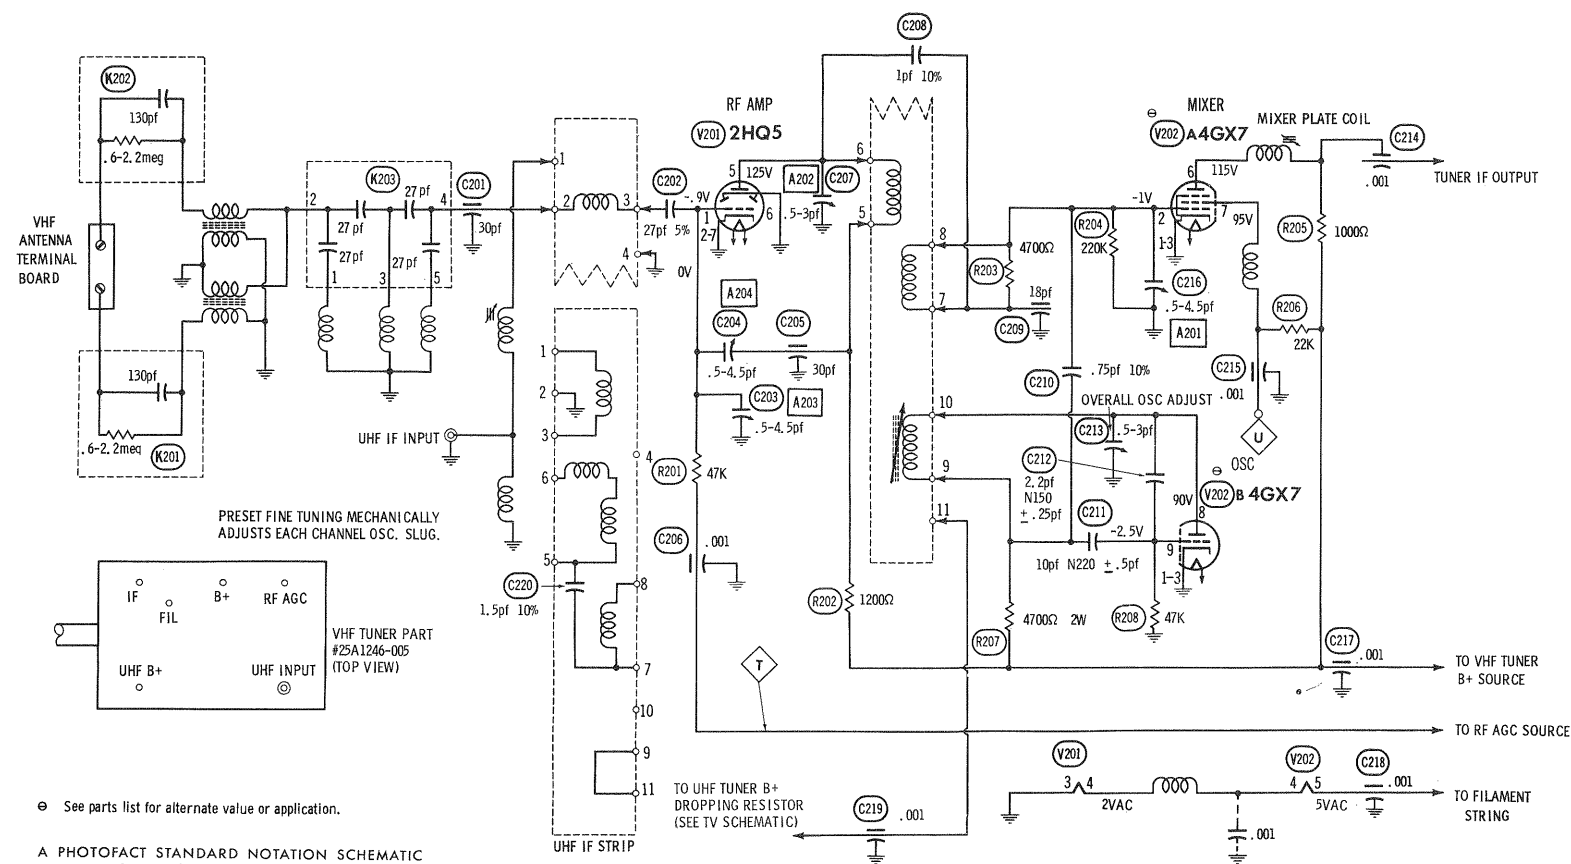 K202
130pf
.6-2.2meg
VHF
ANTENNA
TERMINAL
BOARD
130pf
.6-2.2meq
K201
2
K203
27 pf
4
27 pf
27pf
27pf
1
3
5
C201
30pf
UHF IF INPUT
PRESET FINE TUNING MECHANICALLY
ADJUSTS EACH CHANNEL OSC. SLUG.
IF
FIL
B+
RF AGC
UHF B+
UHF INPUT
VHF TUNER PART
#25A1246-005
(TOP VIEW)
⊖ See parts list for alternate value or application.
A PHOTOFACT STANDARD NOTATION SCHEMATIC
1
2
3
4
1
2
3
4
6
5
C220
1.5pf 10%
8
7
10
9
11
UHF IF STRIP
C202
27pf 5%
RF AMP
V201 2HQ5
5
125V
-.9V
1
2-7
6
0V
A202
C207
.5-3pf
A204
C204
.5-4.5pf
C205
30pf
C203
A203
.5-4.5pf
R201
47K
C206
.001
R202
1200Ω
T
TO UHF TUNER B+
DROPPING RESISTOR
(SEE TV SCHEMATIC)
C219
.001
C208
1pf 10%
6
5
8
7
10
9
11
4700Ω
R203
18pf
C209
C210
.75pf 10%
OVERALL OSC ADJUST
C213
.5-3pf
C212
2.2pf
N150
± .25pf
C211
-2.5V
10pf N220 ± .5pf
R207
4700Ω 2W
R208
47K
⊖
OSC
V202 B 4GX7
90V
8
9
1-3
MIXER
⊖
V202 A 4GX7
6
115V
-1V
2
7
1-3
95V
R204
220K
C216
.5-4.5pf
A201
MIXER PLATE COIL
C214
.001
TUNER IF OUTPUT
R205
1000Ω
R206
22K
C215
.001
U
C217
.001
TO VHF TUNER
B+ SOURCE
TO RF AGC SOURCE
V201
3 4
2VAC
.001
V202
4 5
5VAC
C218
.001
TO FILAMENT
STRING